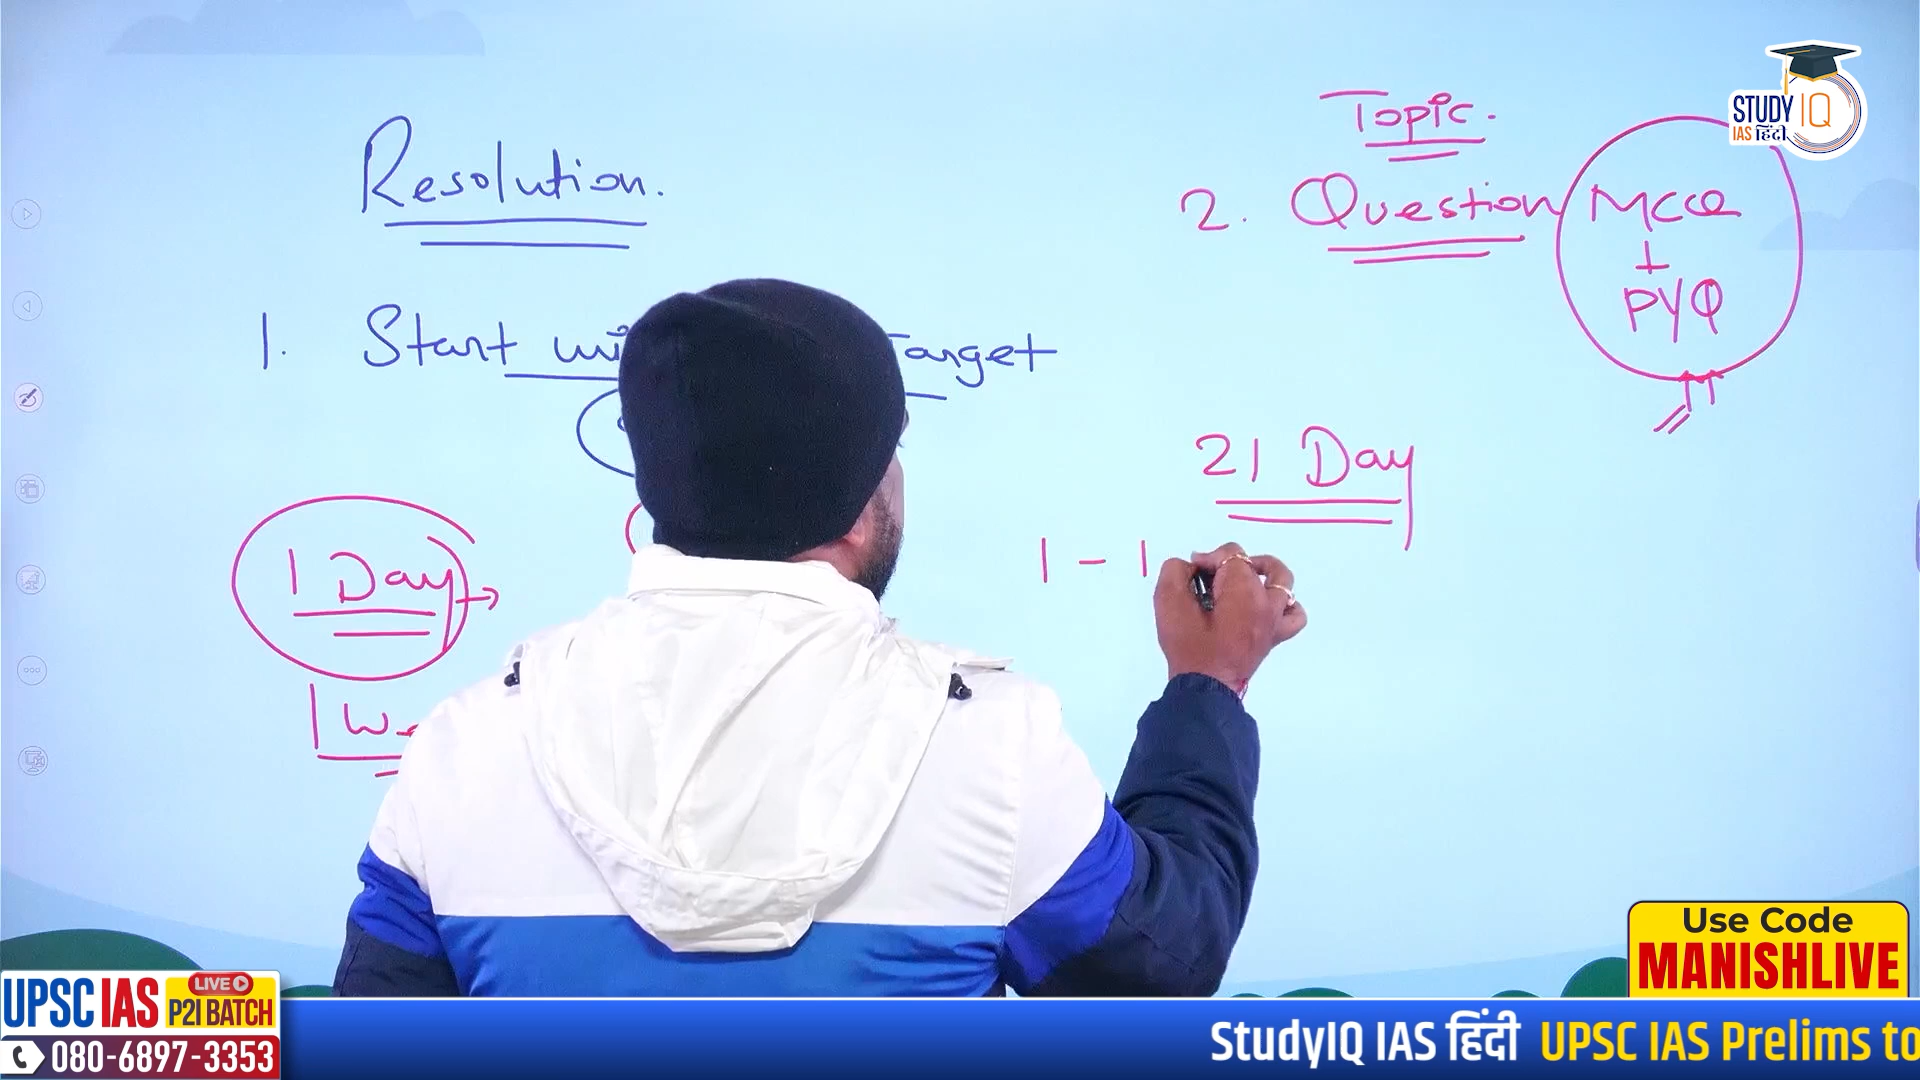 Resolution.
1. Start Target
1 Day
1
Topic.
2. Question MCQ
+
PYQ
21 Day
1 - 1
STUDY IQ
IAS हिंदी
Use Code
MANISHLIVE
UPSC IAS LIVE
P2I BATCH
080-6897-3353
StudyIQ IAS हिंदी UPSC IAS Prelims to